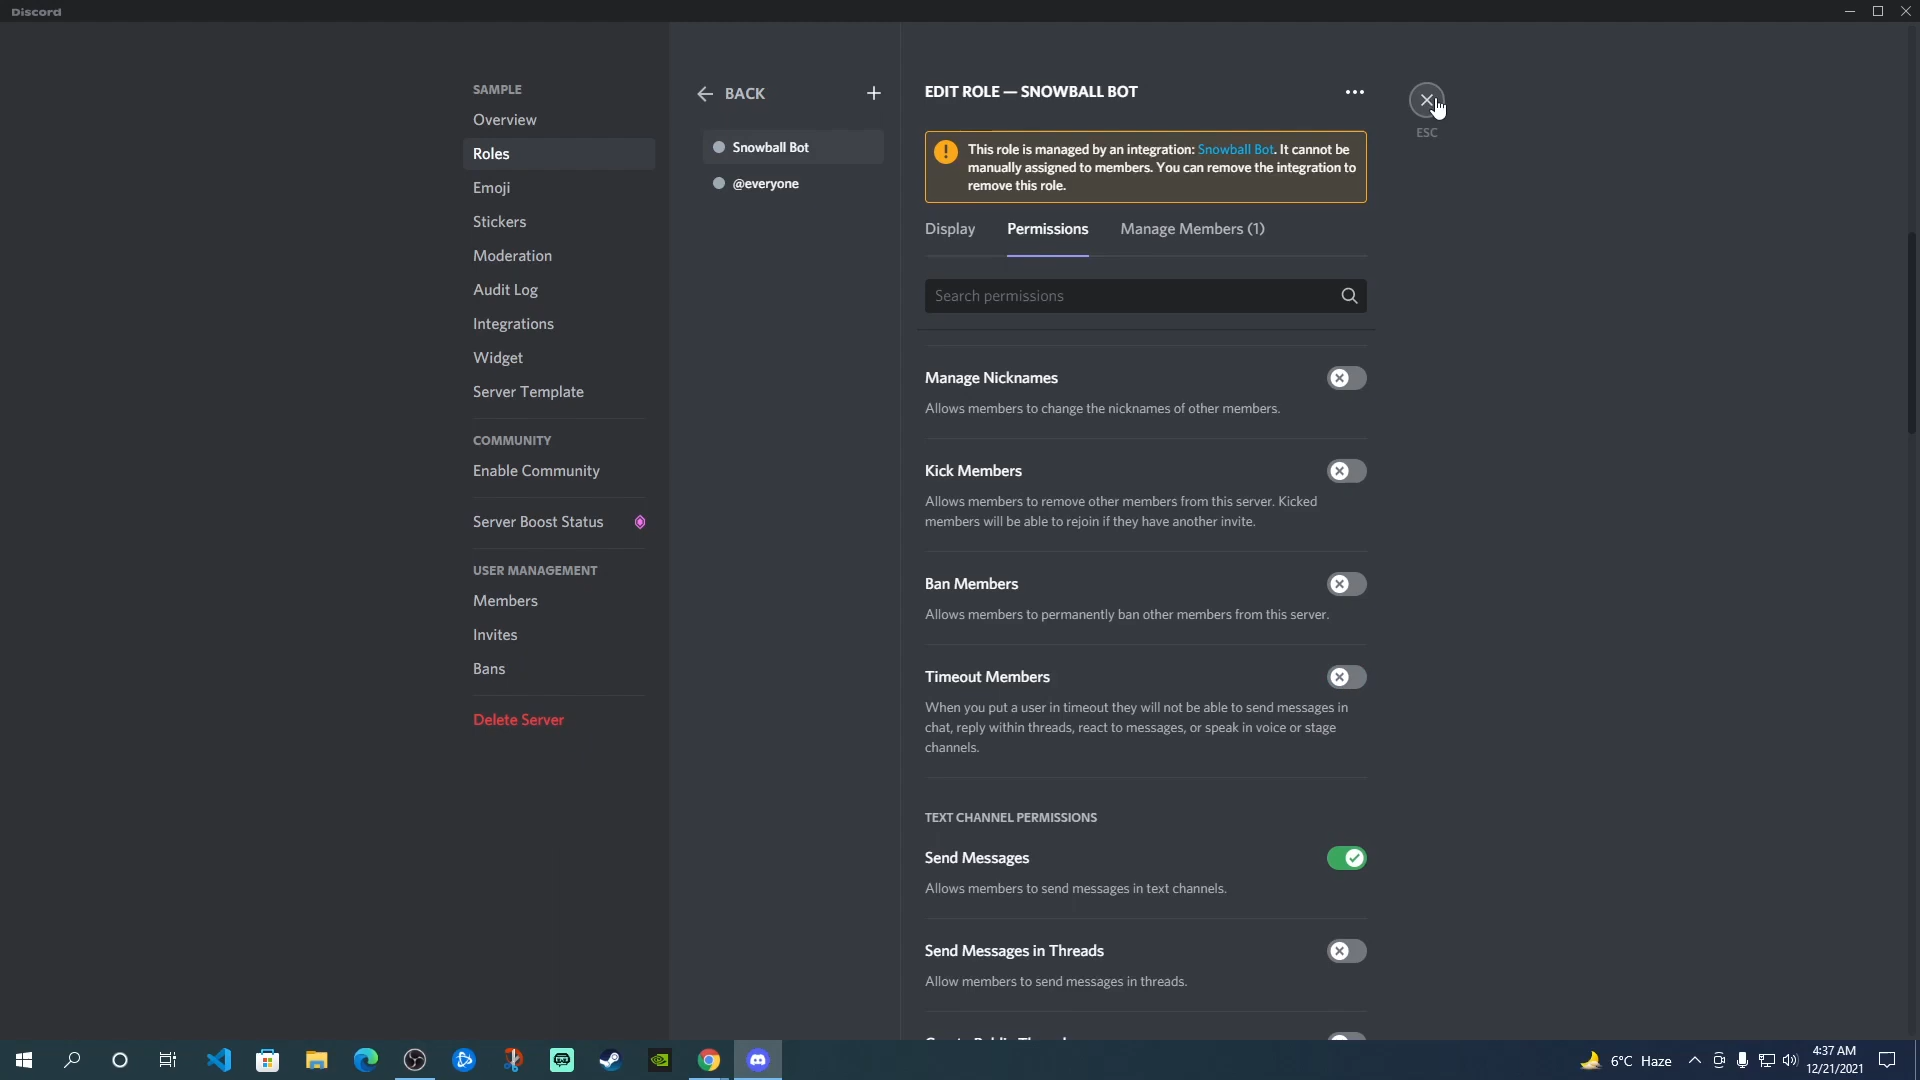 Discord
SAMPLE
Overview
Roles
Emoji
Stickers
Moderation
Audit Log
Integrations
Widget
Server Template
COMMUNITY
Enable Community
Server Boost Status
USER MANAGEMENT
Members
Invites
Bans
Delete Server
BACK
Snowball Bot
@everyone
EDIT ROLE — SNOWBALL BOT
ESC
This role is managed by an integration: Snowball Bot. It cannot be
manually assigned to members. You can remove the integration to
remove this role.
Display Permissions Manage Members (1)
Search permissions
Manage Nicknames
Allows members to change the nicknames of other members.
Kick Members
Allows members to remove other members from this server. Kicked
members will be able to rejoin if they have another invite.
Ban Members
Allows members to permanently ban other members from this server.
Timeout Members
When you put a user in timeout they will not be able to send messages in
chat, reply within threads, react to messages, or speak in voice or stage
channels.
TEXT CHANNEL PERMISSIONS
Send Messages
Allows members to send messages in text channels.
Send Messages in Threads
Allow members to send messages in threads.
6°C Haze
4:37 AM
12/21/2021